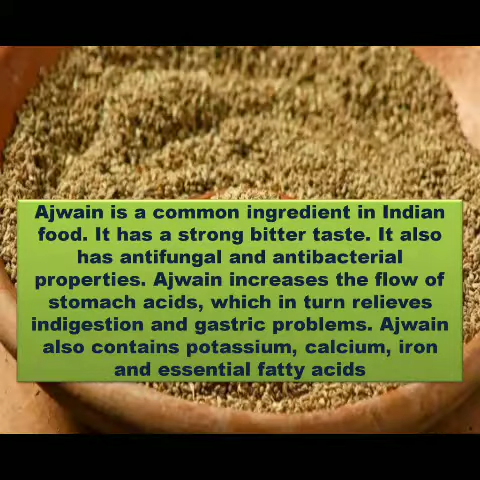 Ajwain is a common ingredient in Indian
food. It has a strong bitter taste. It also
has antifungal and antibacterial
properties. Ajwain increases the flow of
stomach acids, which in turn relieves
indigestion and gastric problems. Ajwain
also contains potassium, calcium, iron
and essential fatty acids